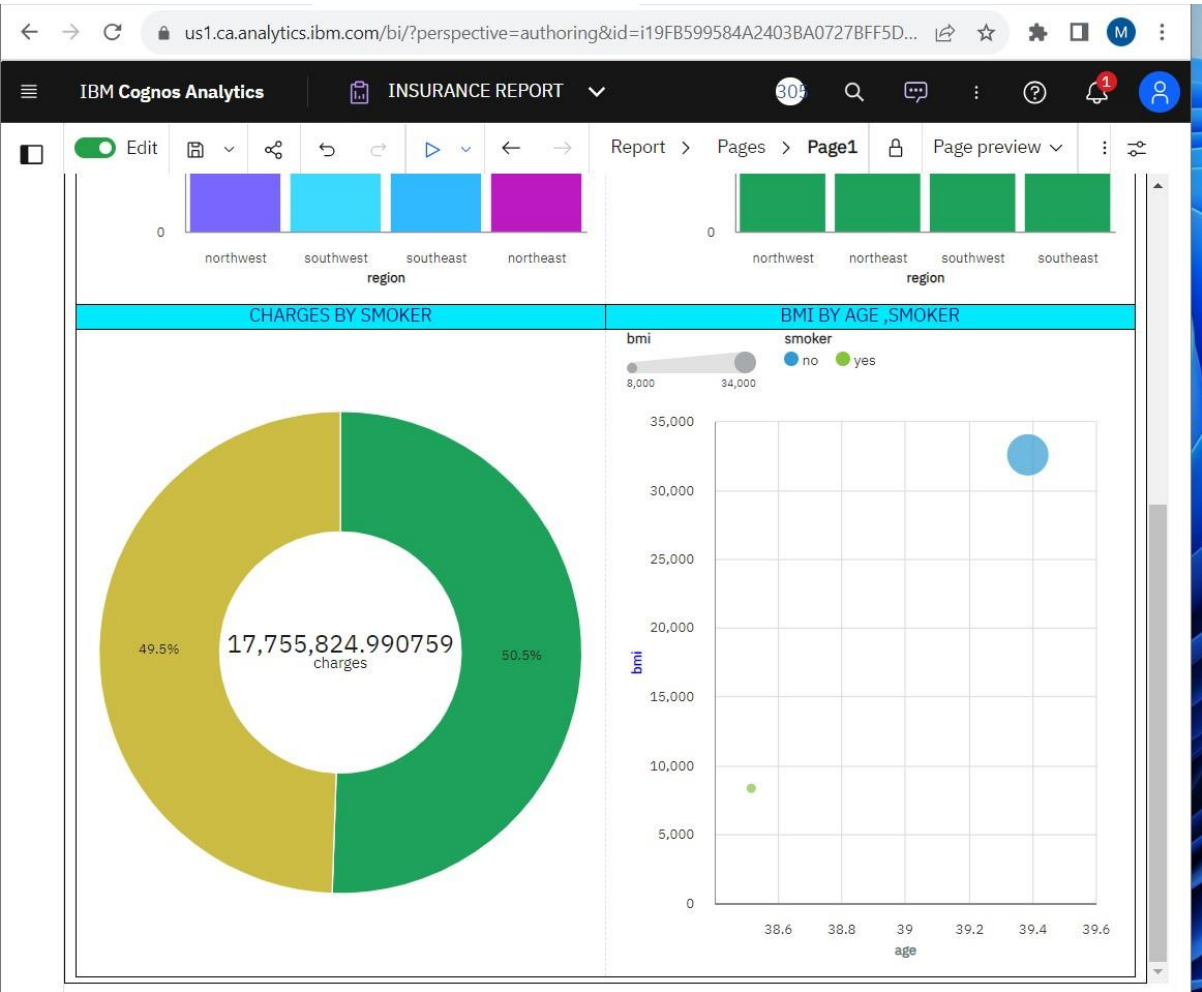 us1.ca.analytics.ibm.com/bi/?perspective=authoring&id=i19FB599584A2403BA0727BFF5D...
M
IBM Cognos Analytics
INSURANCE REPORT
305
1
Edit
Report > Pages > Page1
Page preview
0
northwest southwest southeast northeast
region
0
northwest northeast southwest southeast
region
CHARGES BY SMOKER
BMI BY AGE ,SMOKER
bmi
8,000 34,000
smoker
no yes
49.5%
17,755,824.990759
charges
50.5%
35,000
30,000
25,000
20,000
15,000
10,000
5,000
0
bmi
38.6 38.8 39 39.2 39.4 39.6
age